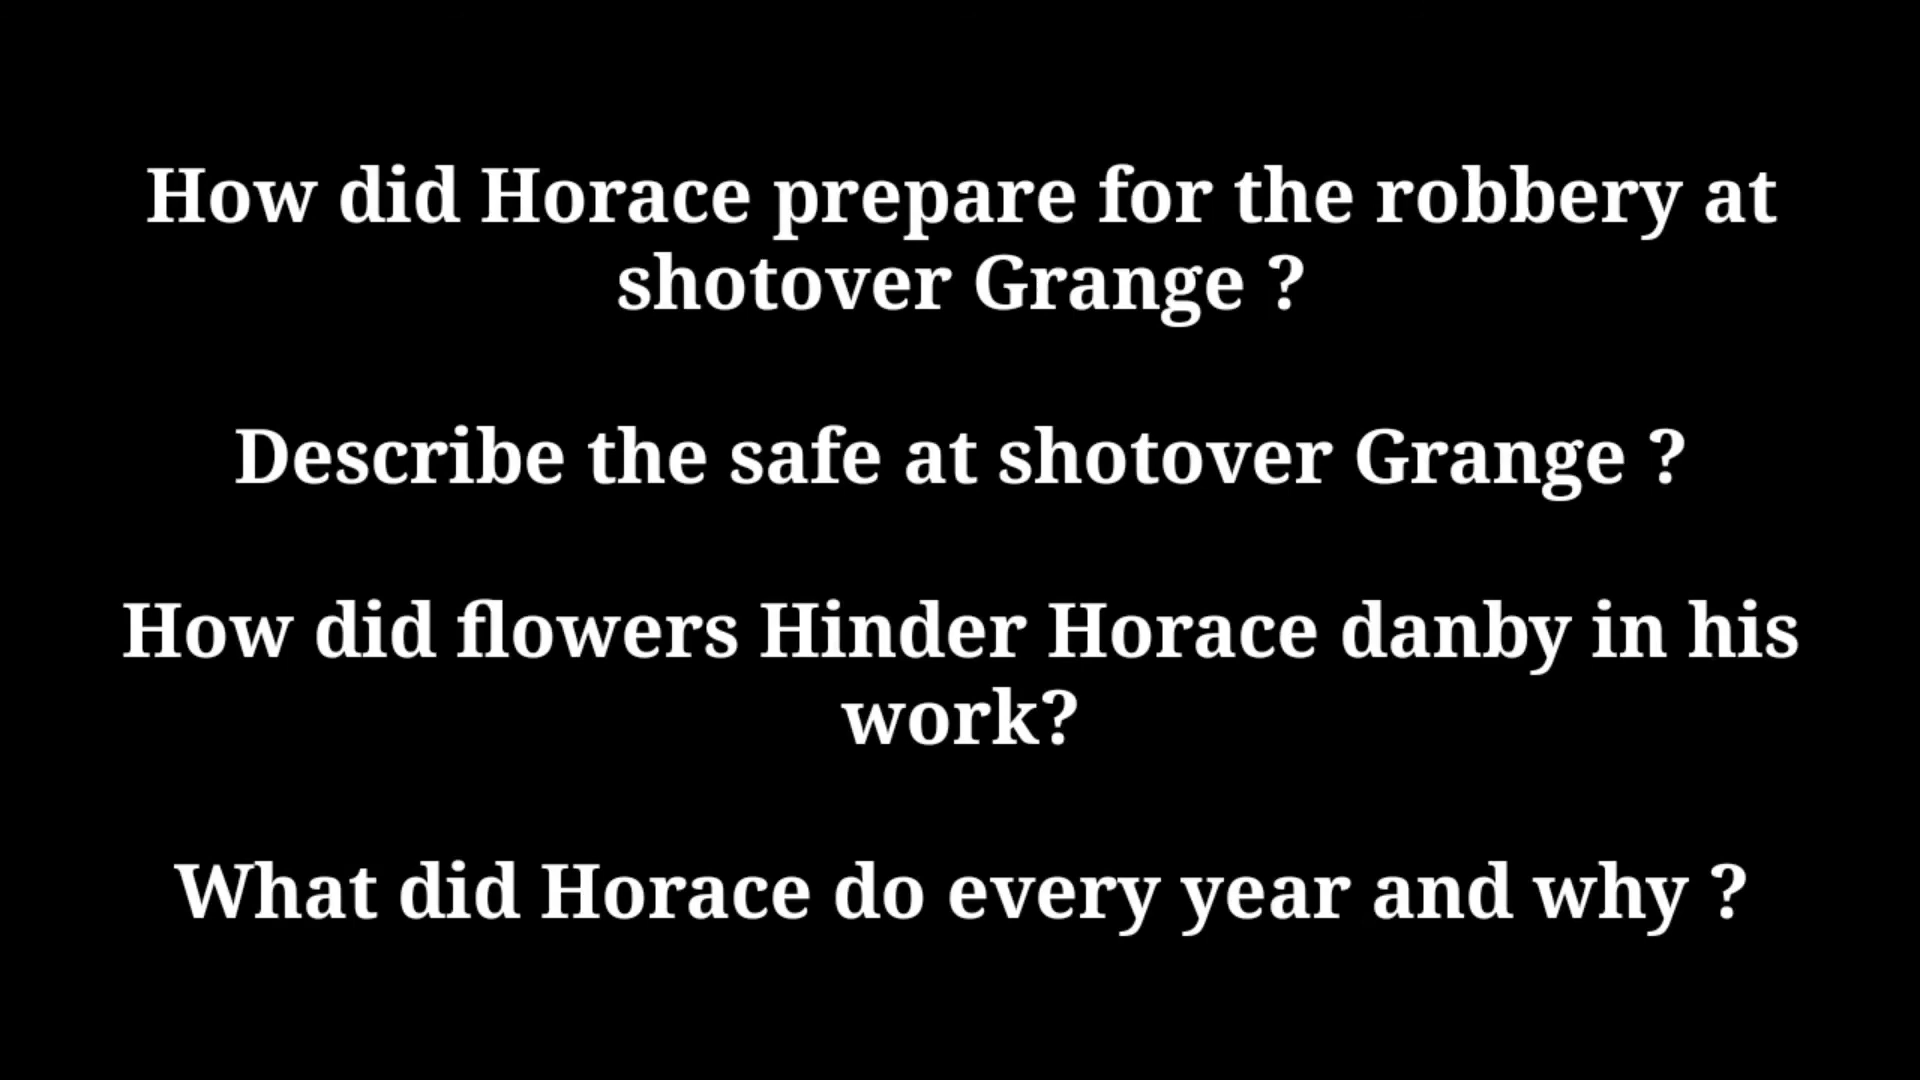 How did Horace prepare for the robbery at
shotover Grange ?
Describe the safe at shotover Grange ?
How did flowers Hinder Horace danby in his
work?
What did Horace do every year and why ?